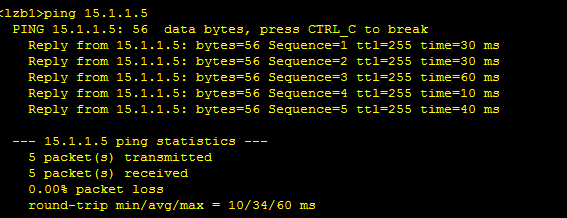 <lzb1>ping 15.1.1.5
PING 15.1.1.5: 56  data bytes, press CTRL_C to break
Reply from 15.1.1.5: bytes=56 Sequence=1 ttl=255 time=30 ms
Reply from 15.1.1.5: bytes=56 Sequence=2 ttl=255 time=30 ms
Reply from 15.1.1.5: bytes=56 Sequence=3 ttl=255 time=60 ms
Reply from 15.1.1.5: bytes=56 Sequence=4 ttl=255 time=10 ms
Reply from 15.1.1.5: bytes=56 Sequence=5 ttl=255 time=40 ms
--- 15.1.1.5 ping statistics ---
5 packet(s) transmitted
5 packet(s) received
0.00% packet loss
round-trip min/avg/max = 10/34/60 ms